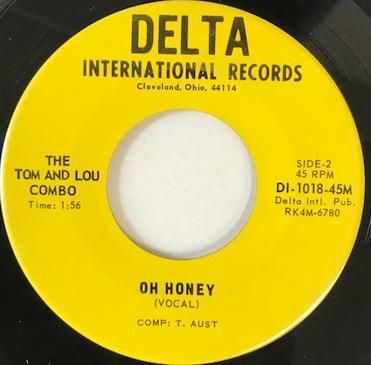 DELTA
INTERNATIONAL RECORDS
Cleveland, Ohio, 44114
THE
TOM AND LOU
COMBO
Time: 1:56
SIDE-2
45 RPM
DI-1018-45M
Delta Intl. Pub.
RK4M-6780
OH HONEY
(VOCAL)
COMP: T. AUST